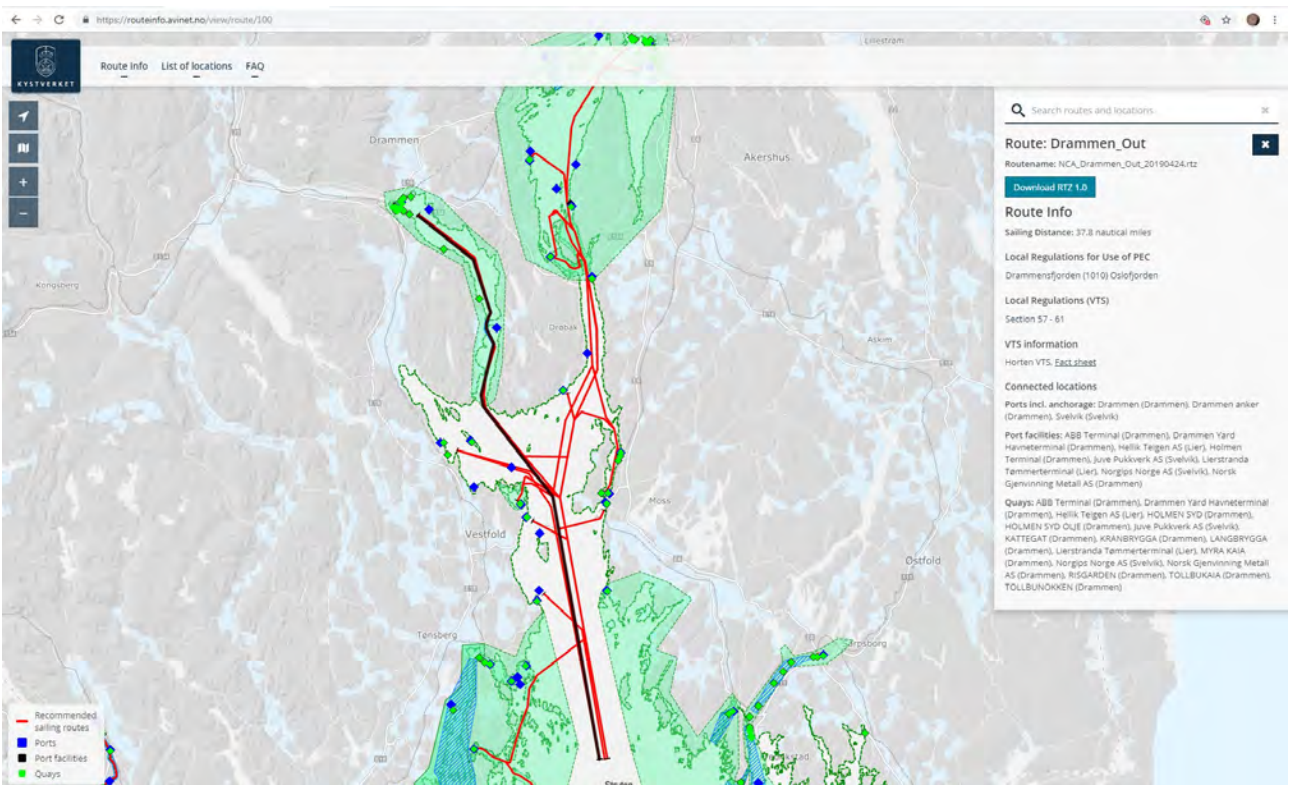 https://routeinfo.avinet.no/view/route/100
KYSTVERKET
Route Info
List of locations
FAQ
Lillestrøm
Drammen
Akershus
Kongsberg
Drøbak
Askim
Moss
Vestfold
Østfold
Tønsberg
Search routes and locations
Route: Drammen_Out
Routename: NCA_Drammen_Out_20190424.rtz
Download RTZ 1.0
Route Info
Sailing Distance: 37.8 nautical miles
Local Regulations for Use of PEC
Drammensfjorden (1010) Oslofjorden
Local Regulations (VTS)
Section 57 - 61
VTS information
Horten VTS, Fact sheet
Connected locations
Ports incl. anchorage: Drammen (Drammen), Drammen anker
(Drammen), Svelvik (Svelvik)
Port facilities: ABB Terminal (Drammen), Drammen Yard
Havneterminal (Drammen), Hellik Teigen AS (Lier), Holmen
Terminal (Drammen), Juve Pukkverk AS (Svelvik), Lierstranda
Tømmerterminal (Lier), Norgips Norge AS (Svelvik), Norsk
Gjenvinning Metall AS (Drammen)
Quays: ABB Terminal (Drammen), Drammen Yard Havneterminal
(Drammen), Hellik Teigen AS (Lier), HOLMEN SYD (Drammen),
HOLMEN SYD OLJE (Drammen), Juve Pukkverk AS (Svelvik),
KATTEGAT (Drammen), KRANBRYGGA (Drammen), LANGBRYGGA
(Drammen), Lierstranda Tømmerterminal (Lier), MYRA KAIA
(Drammen), Norgips Norge AS (Svelvik), Norsk Gjenvinning Metall
AS (Drammen), RISGARDEN (Drammen), TOLLBUKAIA (Drammen),
TOLLBUNOKKEN (Drammen)
Recommended
sailing routes
Ports
Port facilities
Quays